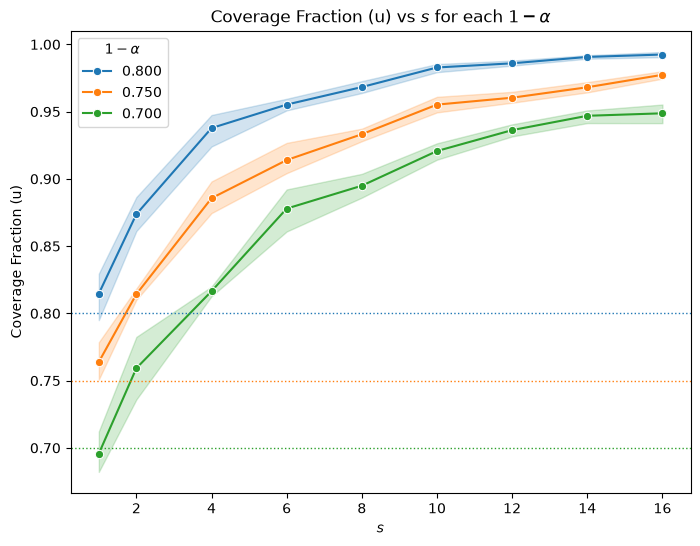 Coverage Fraction (u) vs s for each 1 − α
1 − α
0.800
0.750
0.700
Coverage Fraction (u)
1.00
0.95
0.90
0.85
0.80
0.75
0.70
2 4 6 8 10 12 14 16
s